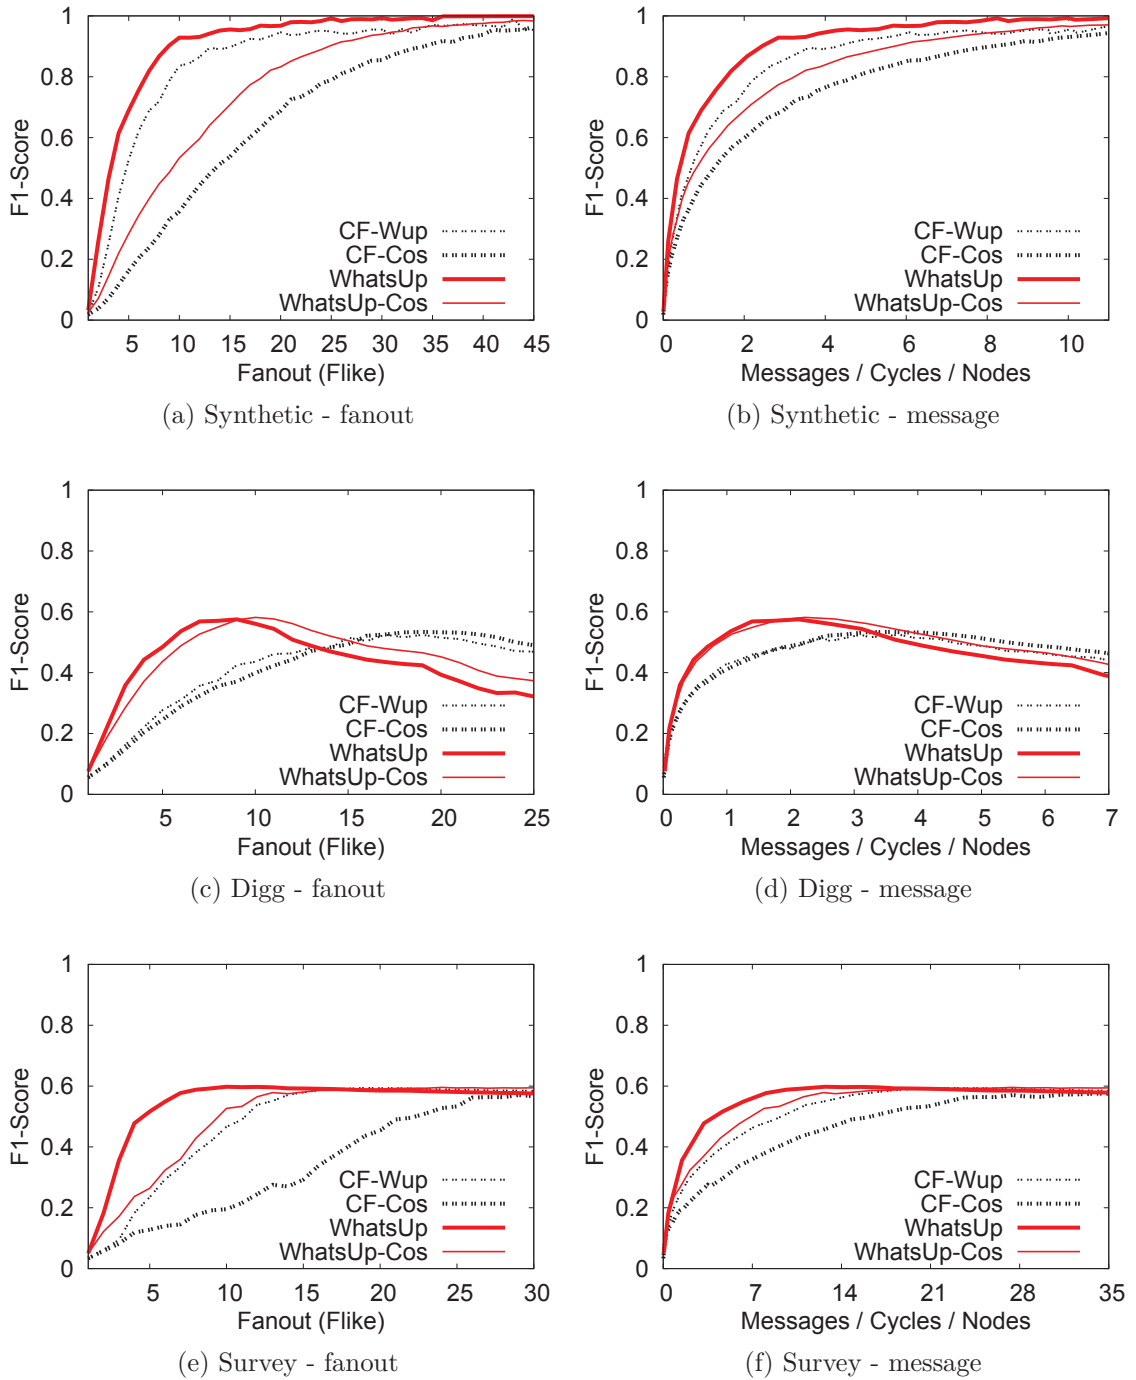 1
0.8
0.6
0.4
0.2
0
F1-Score
CF-Wup
CF-Cos
WhatsUp
WhatsUp-Cos
5 10 15 20 25 30 35 40 45
Fanout (Flike)
(a) Synthetic - fanout
1
0.8
0.6
0.4
0.2
0
F1-Score
CF-Wup
CF-Cos
WhatsUp
WhatsUp-Cos
0 2 4 6 8 10
Messages / Cycles / Nodes
(b) Synthetic - message
1
0.8
0.6
0.4
0.2
0
F1-Score
CF-Wup
CF-Cos
WhatsUp
WhatsUp-Cos
5 10 15 20 25
Fanout (Flike)
(c) Digg - fanout
1
0.8
0.6
0.4
0.2
0
F1-Score
CF-Wup
CF-Cos
WhatsUp
WhatsUp-Cos
0 1 2 3 4 5 6 7
Messages / Cycles / Nodes
(d) Digg - message
1
0.8
0.6
0.4
0.2
0
F1-Score
CF-Wup
CF-Cos
WhatsUp
WhatsUp-Cos
5 10 15 20 25 30
Fanout (Flike)
(e) Survey - fanout
1
0.8
0.6
0.4
0.2
0
F1-Score
CF-Wup
CF-Cos
WhatsUp
WhatsUp-Cos
0 7 14 21 28 35
Messages / Cycles / Nodes
(f) Survey - message